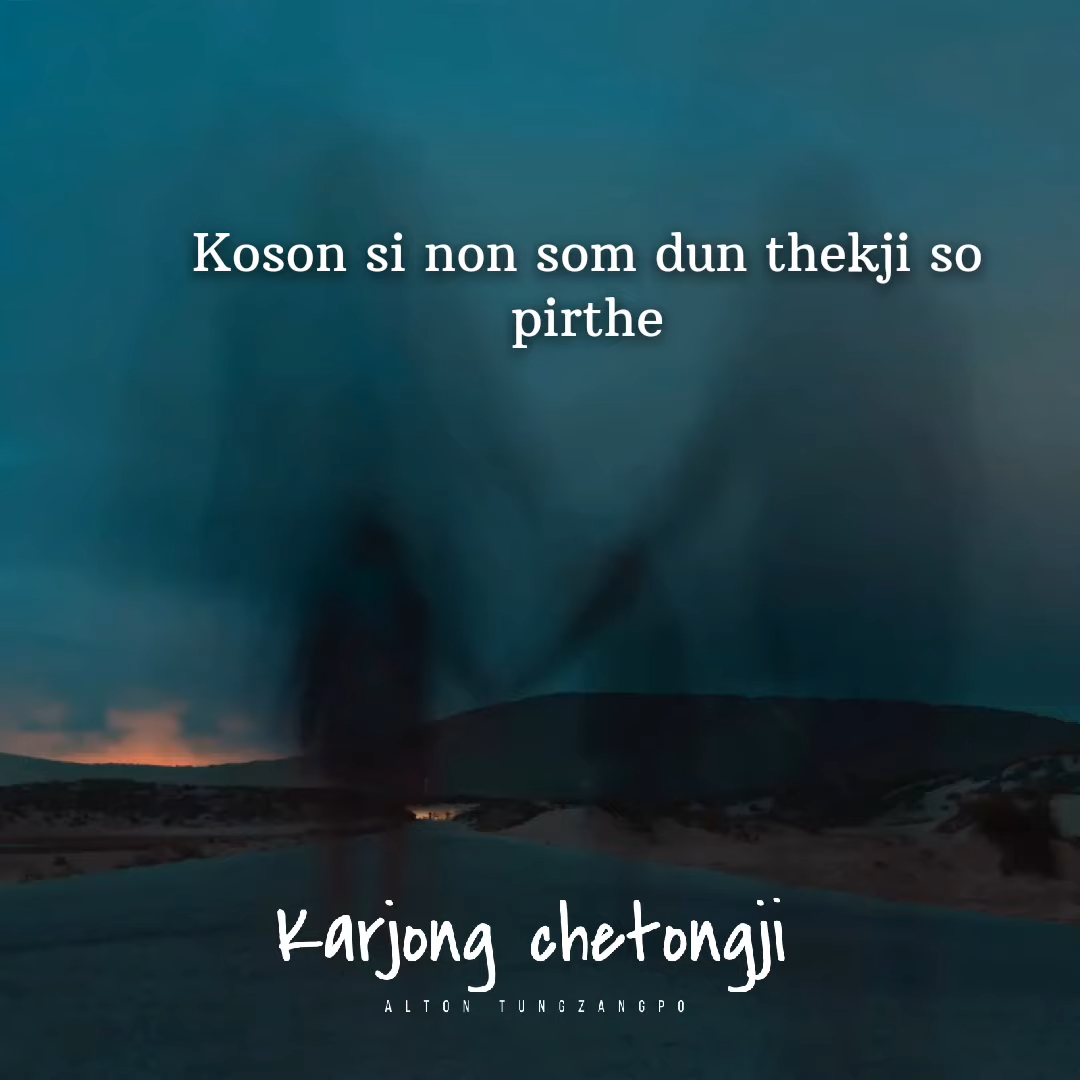 Koson si non som dun thekji so
pirthe
Karjong chetongji
ALTON TUNGZANGPO